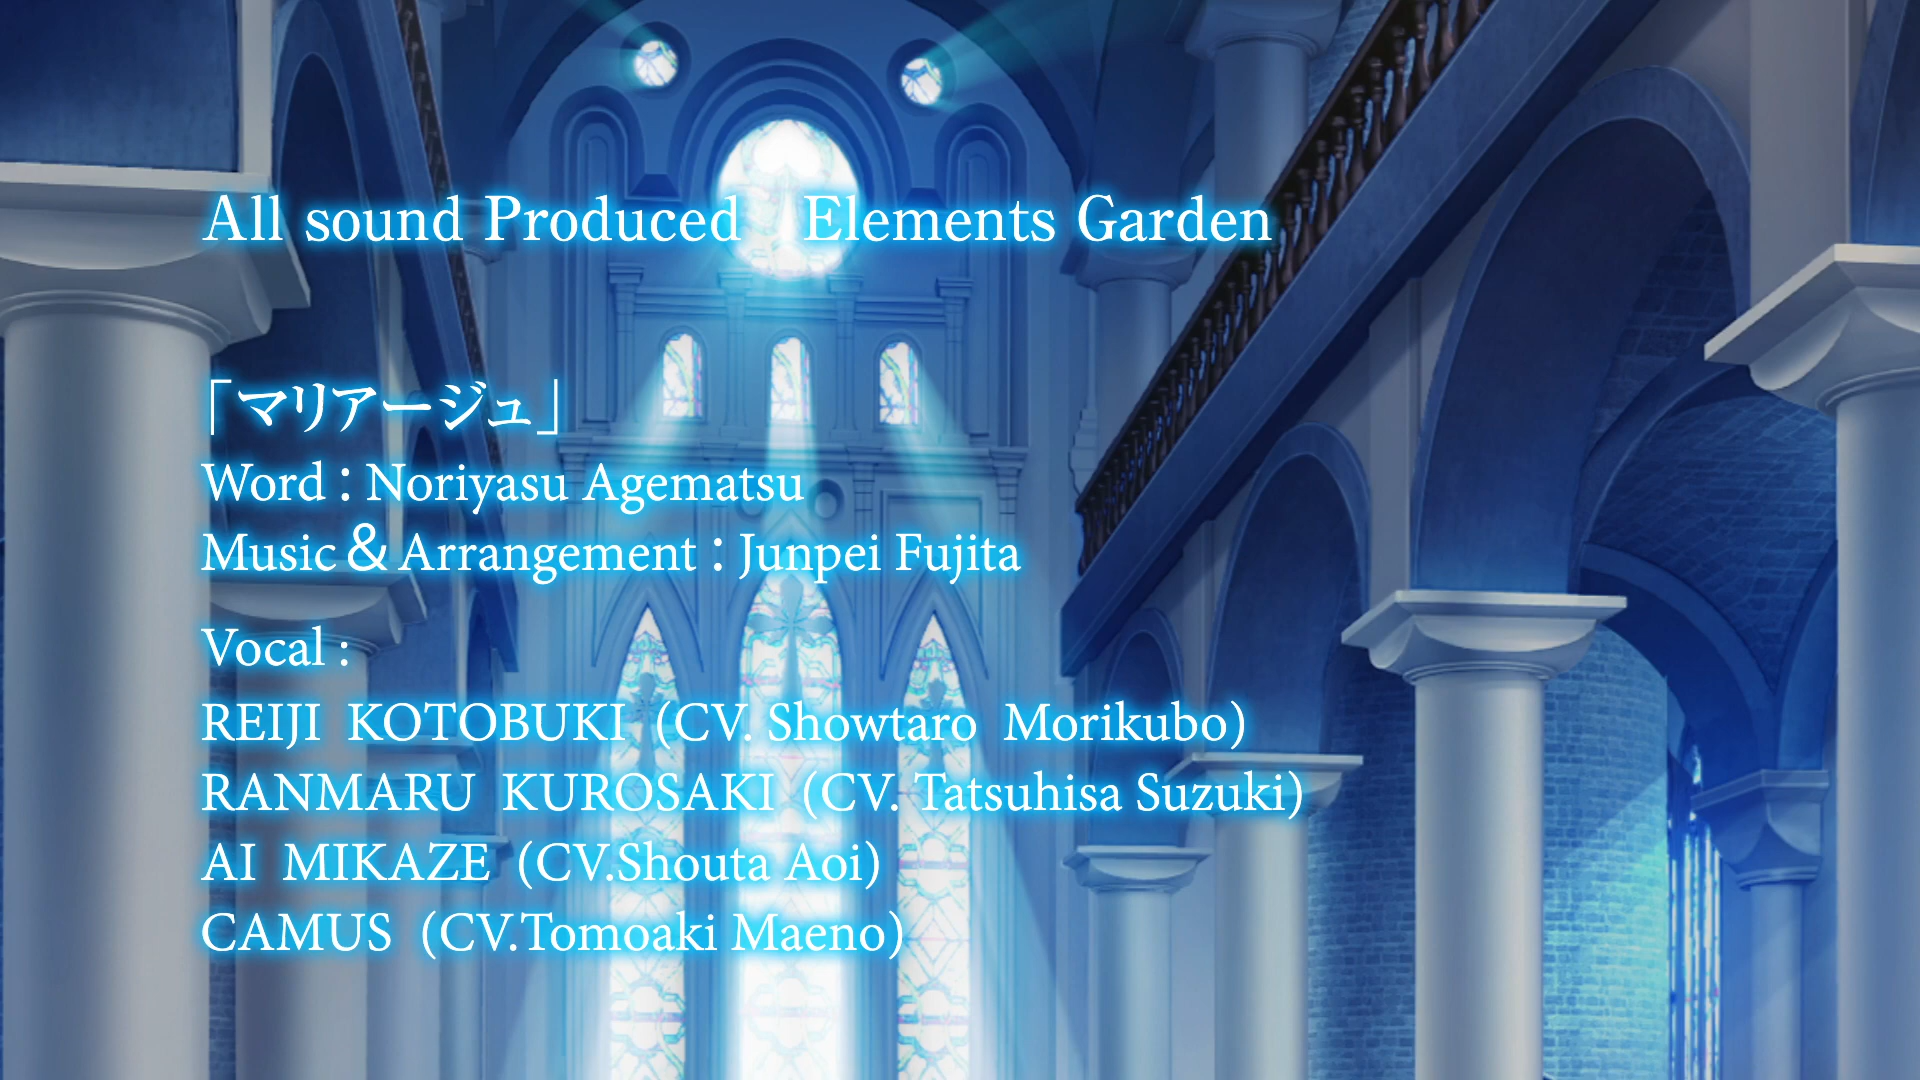 All sound Produced Elements Garden
「マリアージュ」
Word : Noriyasu Agematsu
Music & Arrangement : Junpei Fujita
Vocal :
REIJI KOTOBUKI (CV. Showtaro Morikubo)
RANMARU KUROSAKI (CV. Tatsuhisa Suzuki)
AI MIKAZE (CV.Shouta Aoi)
CAMUS (CV.Tomoaki Maeno)